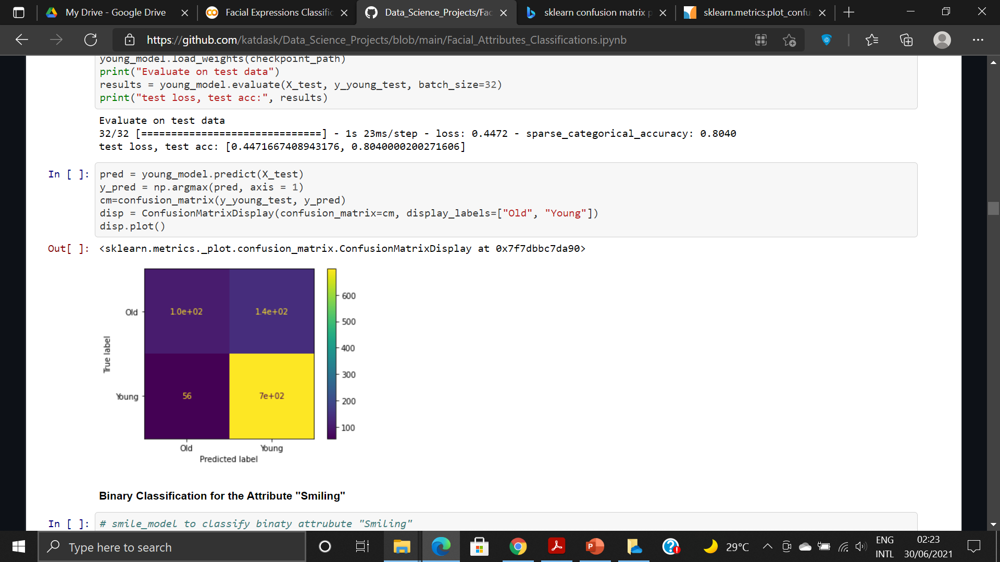 My Drive - Google Drive
Facial Expressions Classific
Data_Science_Projects/Fac
sklearn confusion matrix p
sklearn.metrics.plot_confu
https://github.com/katdask/Data_Science_Projects/blob/main/Facial_Attributes_Classifications.ipynb
young_model.load_weights(checkpoint_path)
print("Evaluate on test data")
results = young_model.evaluate(X_test, y_young_test, batch_size=32)
print("test loss, test acc:", results)
Evaluate on test data
32/32 [==============================] - 1s 23ms/step - loss: 0.4472 - sparse_categorical_accuracy: 0.8040
test loss, test acc: [0.4471667408943176, 0.8040000200271606]
In [ ]:
pred = young_model.predict(X_test)
y_pred = np.argmax(pred, axis = 1)
cm=confusion_matrix(y_young_test, y_pred)
disp = ConfusionMatrixDisplay(confusion_matrix=cm, display_labels=["Old", "Young"])
disp.plot()
Out[ ]:
<sklearn.metrics._plot.confusion_matrix.ConfusionMatrixDisplay at 0x7f7dbbc7da90>
True label
Old
1.0e+02
1.4e+02
Young
56
7e+02
Old
Young
Predicted label
600
500
400
300
200
100
Binary Classification for the Attribute "Smiling"
In [ ]:
# smile_model to classify binaty attrubute "Smiling"
Type here to search
29°C
ENG
INTL
02:23
30/06/2021